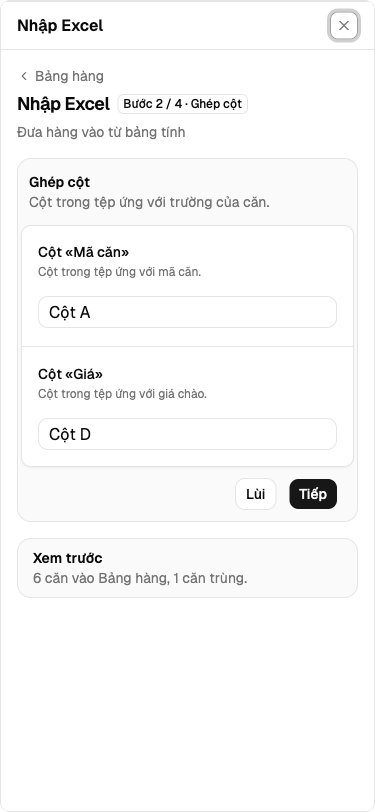 Nhập Excel
Bảng hàng
Nhập Excel Bước 2 / 4 · Ghép cột
Đưa hàng vào từ bảng tính
Ghép cột
Cột trong tệp ứng với trường của căn.
Cột «Mã căn»
Cột trong tệp ứng với mã căn.
Cột A
Cột «Giá»
Cột trong tệp ứng với giá chào.
Cột D
Lùi Tiếp
Xem trước
6 căn vào Bảng hàng, 1 căn trùng.